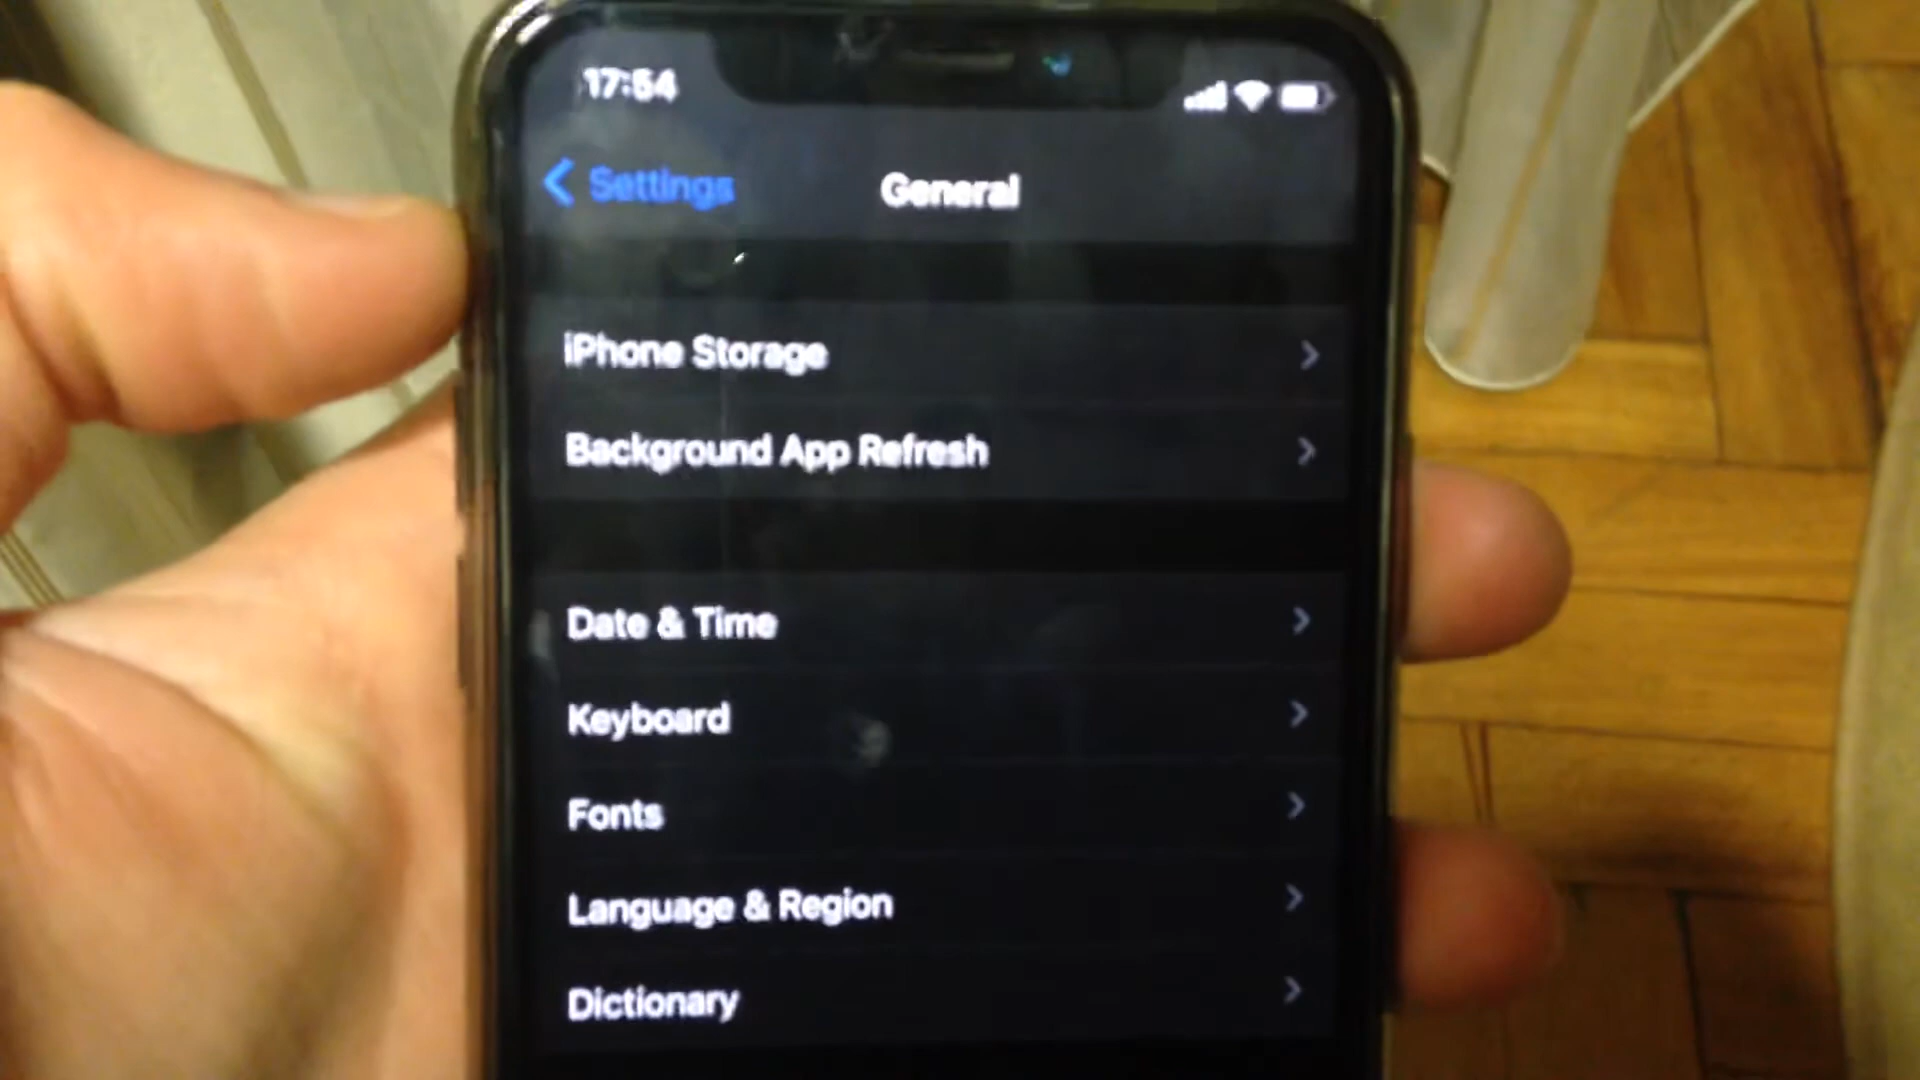 17:54
Settings
General
iPhone Storage
Background App Refresh
Date & Time
Keyboard
Fonts
Language & Region
Dictionary